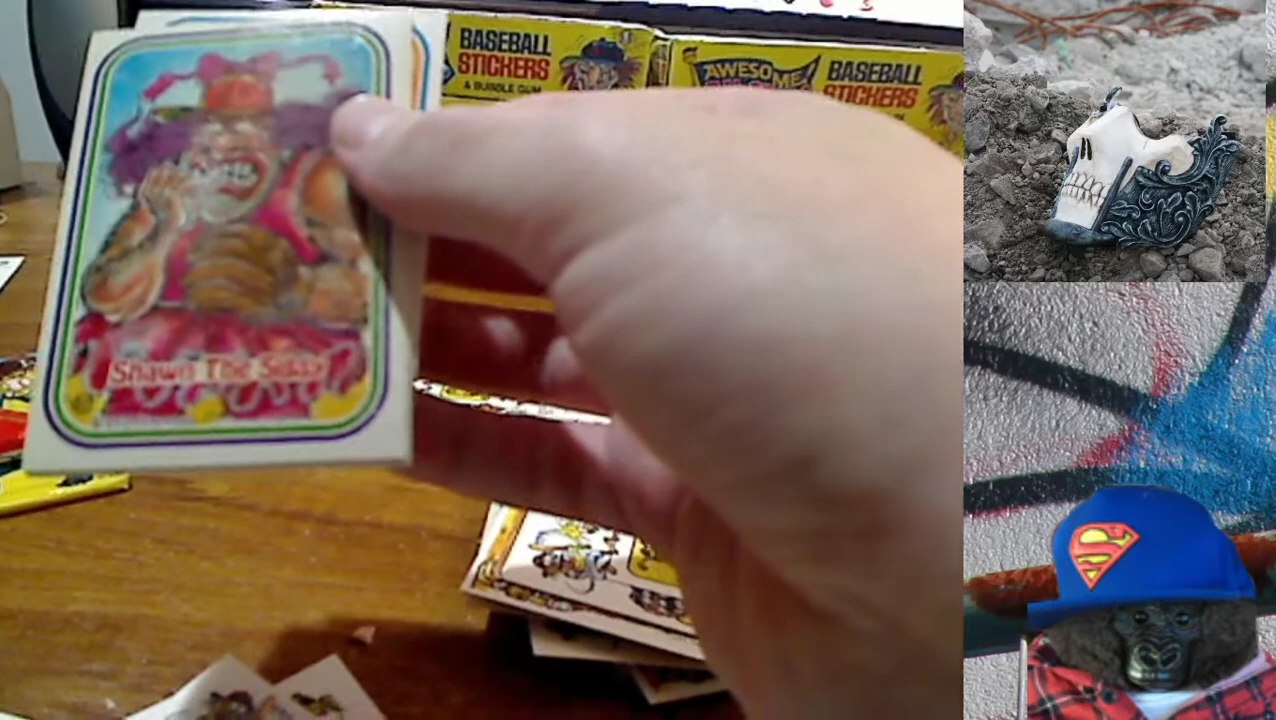 BASEBALL
STICKERS
& BUBBLE GUM
AWESOME!
BASEBALL
STICKERS
Shawn The Sissy